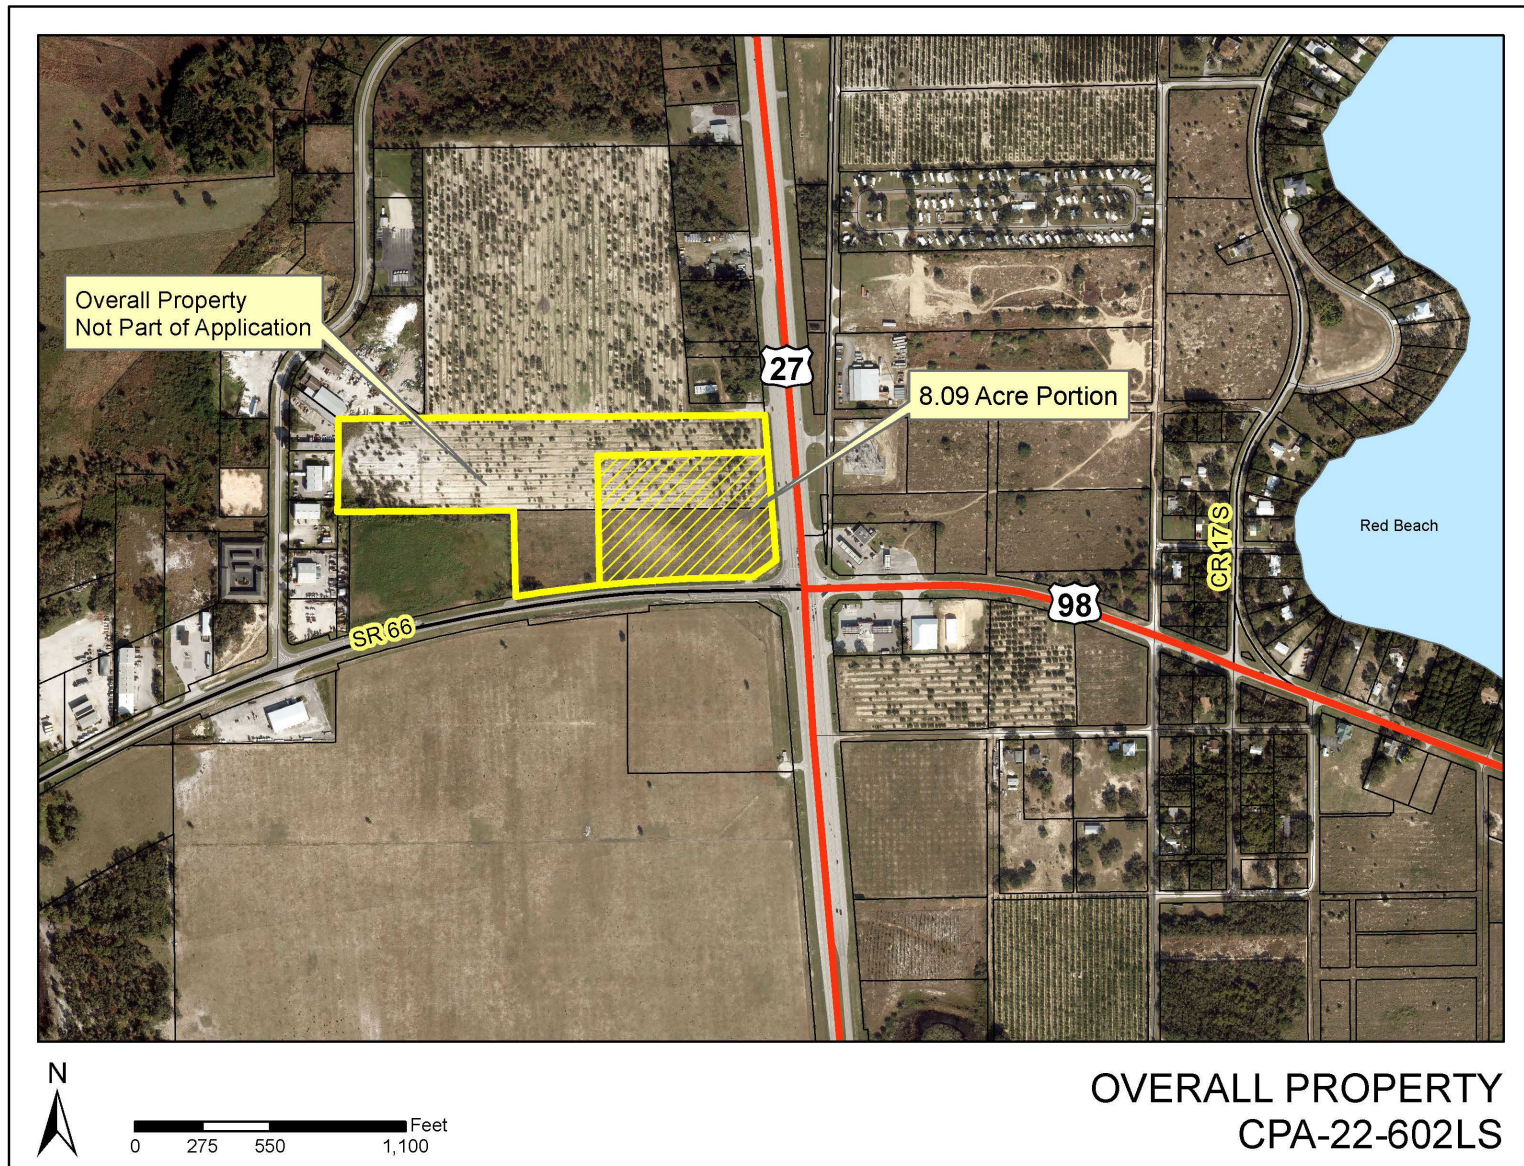 Overall Property
Not Part of Application
27
8.09 Acre Portion
Red Beach
CR 17 S
98
SR 66
N
Feet
0 275 550 1,100
OVERALL PROPERTY
CPA-22-602LS